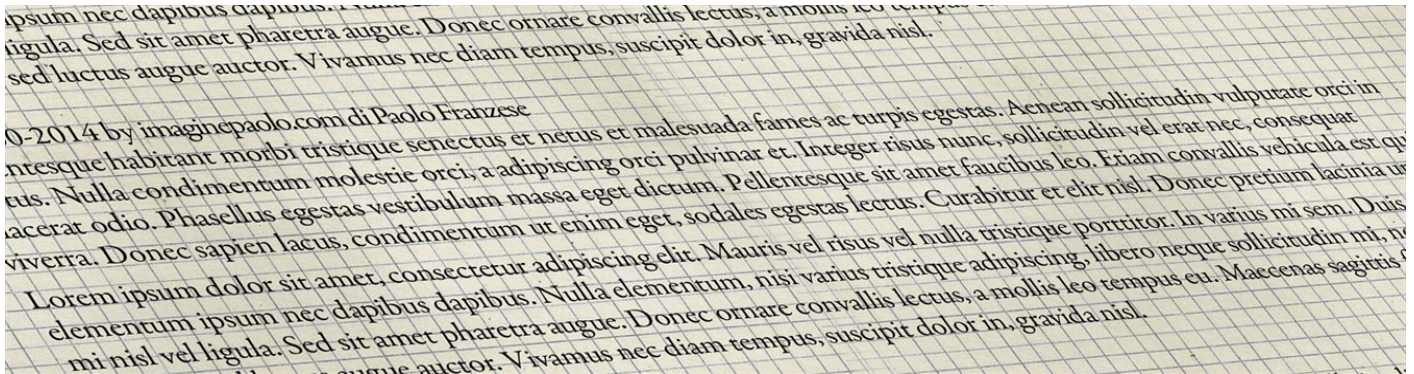 ipsum nec dapibus dapibus.
ligula. Sed sit amet pharetra augue. Donec ornare convallis lectus, a mollis leo
sed luctus augue auctor. Vivamus nec diam tempus, suscipit dolor in, gravida nisl.
0-2014 by imaginepaolo.com di Paolo Franzese
ntesque habitant morbi tristique senectus et netus et malesuada fames ac turpis egestas. Aenean sollicitudin vulputate orci in
tus. Nulla condimentum molestie orci, a adipiscing orci pulvinar et. Integer risus nunc, sollicitudin vel erat nec, consequat
acerat odio. Phasellus egestas vestibulum massa eget dictum. Pellentesque sit amet faucibus leo. Etiam convallis vehicula est qu
viverra. Donec sapien lacus, condimentum ut enim eget, sodales egestas lectus. Curabitur et elit nisl. Donec pretium lacinia ur
Lorem ipsum dolor sit amet, consectetur adipiscing elit. Mauris vel risus vel nulla tristique porttitor. In varius mi sem. Duis
elementum ipsum nec dapibus dapibus. Nulla elementum, nisi varius tristique adipiscing, libero neque sollicitudin mi, n
mi nisl vel ligula. Sed sit amet pharetra augue. Donec ornare convallis lectus, a mollis leo tempus eu. Maecenas sagittis
augue auctor. Vivamus nec diam tempus, suscipit dolor in, gravida nisl.